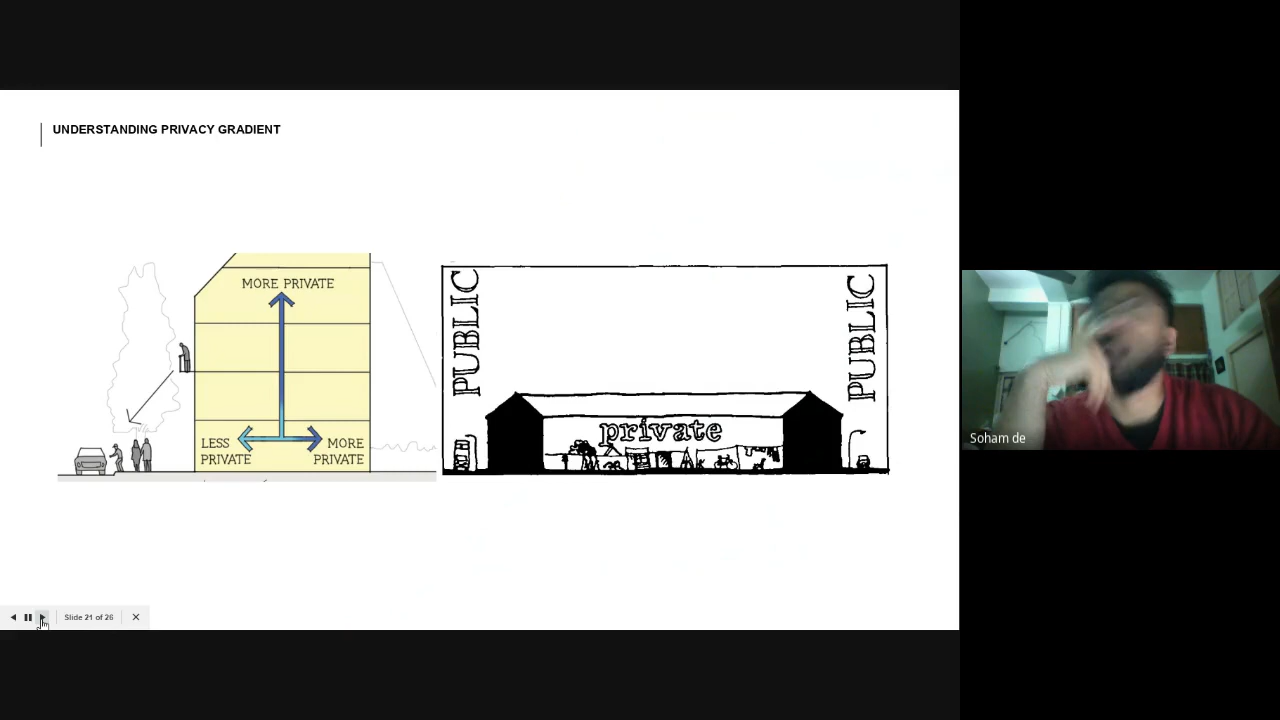 UNDERSTANDING PRIVACY GRADIENT
MORE PRIVATE
LESS PRIVATE
MORE PRIVATE
PUBLIC
private
PUBLIC
Soham de
Slide 21 of 26